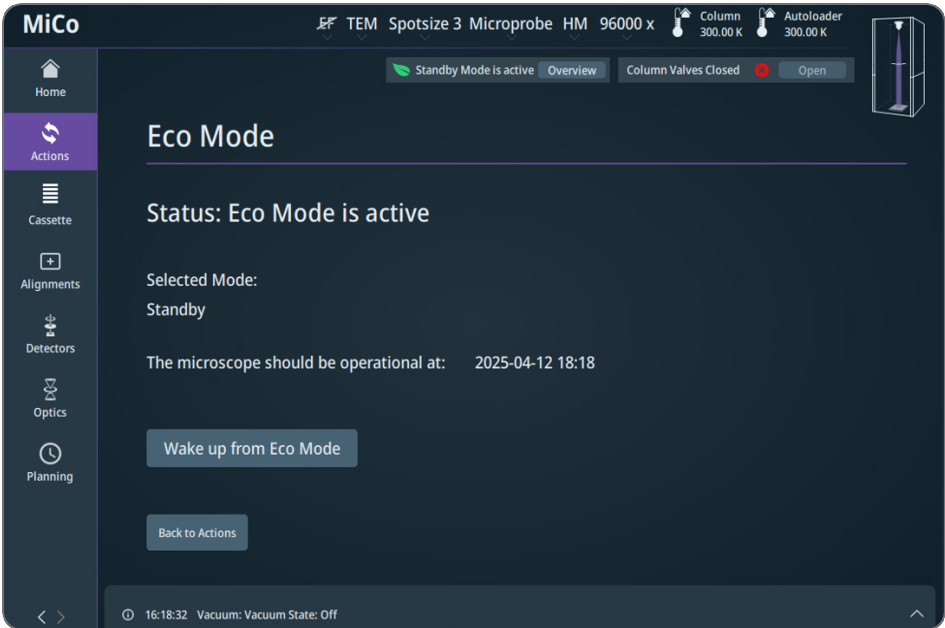 MiCo
EF TEM Spotsize 3 Microprobe HM 96000 x
Column
300.00 K
Autoloader
300.00 K
Standby Mode is active Overview
Column Valves Closed Open
Home
Actions
Cassette
Alignments
Detectors
Optics
Planning
Eco Mode
Status: Eco Mode is active
Selected Mode:
Standby
The microscope should be operational at: 2025-04-12 18:18
Wake up from Eco Mode
Back to Actions
16:18:32 Vacuum: Vacuum State: Off